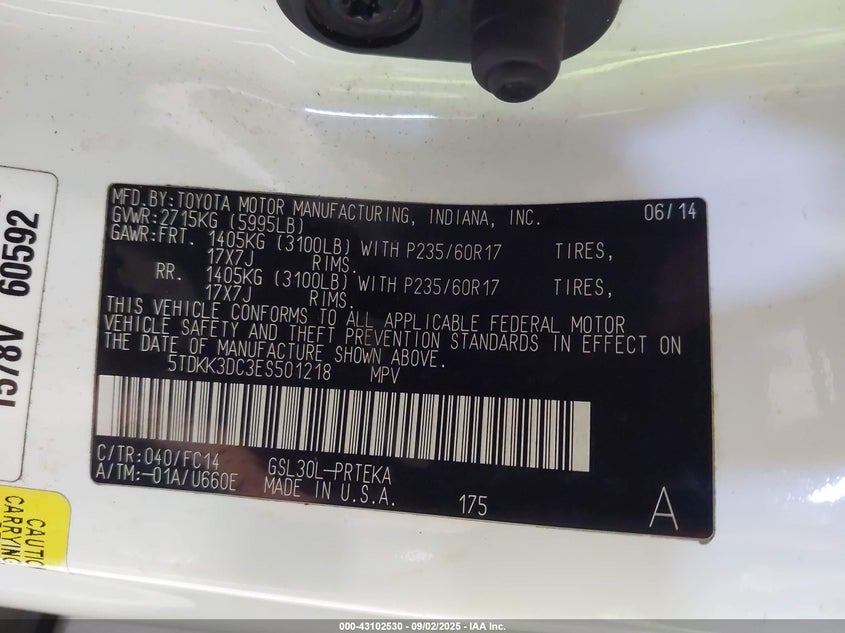 MFD.BY:TOYOTA MOTOR MANUFACTURING, INDIANA, INC. 06/14
GVWR:2715KG (5995LB)
GAWR:FRT. 1405KG (3100LB) WITH P235/60R17 TIRES,
17X7J RIMS.
RR. 1405KG (3100LB) WITH P235/60R17 TIRES,
17X7J RIMS.
THIS VEHICLE CONFORMS TO ALL APPLICABLE FEDERAL MOTOR
VEHICLE SAFETY AND THEFT PREVENTION STANDARDS IN EFFECT ON
THE DATE OF MANUFACTURE SHOWN ABOVE.
5TDKK3DC3ES501218 MPV
C/TR:040/FC14 GSL30L-PRTEKA
A/TM:-01A/U660E MADE IN U.S.A. 175 A
1578V 60592
CAUTIO
CARRYING
000-43102530 - 09/02/2025 - IAA Inc.